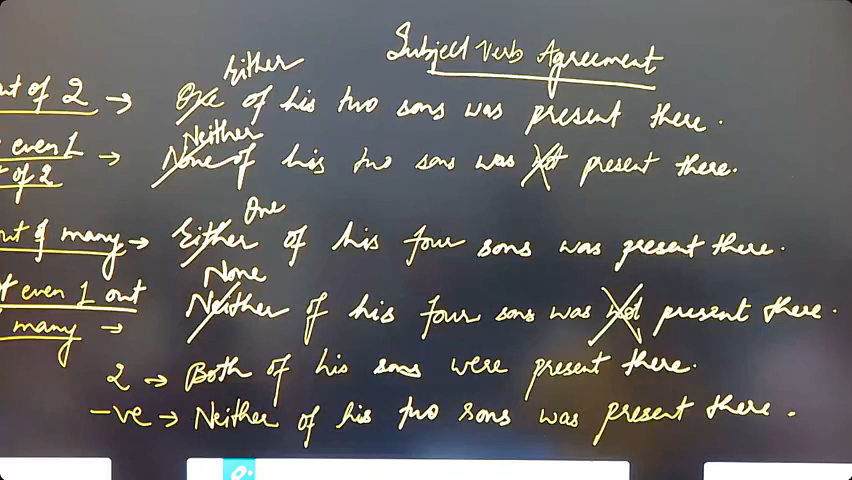 Subject Verb Agreement
Either
out of 2 → One of his two sons was present there.
Neither
even 1 → None of his two sons was not present there.
of 2
One
out of many → Either of his four sons was present there.
None
even 1 out Neither of his four sons was not present there.
many →
2 → Both of his sons were present there.
-ve → Neither of his two sons was present there.